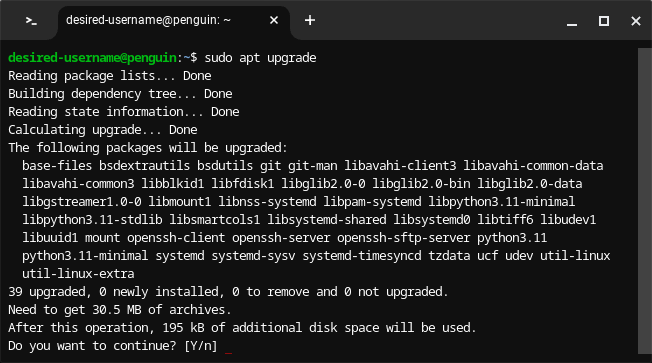 desired-username@penguin: ~
desired-username@penguin:~$ sudo apt upgrade
Reading package lists... Done
Building dependency tree... Done
Reading state information... Done
Calculating upgrade... Done
The following packages will be upgraded:
base-files bsdextrautils bsdutils git git-man libavahi-client3 libavahi-common-data
libavahi-common3 libblkid1 libfdisk1 libglib2.0-0 libglib2.0-bin libglib2.0-data
libgstreamer1.0-0 libmount1 libnss-systemd libpam-systemd libpython3.11-minimal
libpython3.11-stdlib libsmartcols1 libsystemd-shared libsystemd0 libtiff6 libudev1
libuuid1 mount openssh-client openssh-server openssh-sftp-server python3.11
python3.11-minimal systemd systemd-sysv systemd-timesyncd tzdata ucf udev util-linux
util-linux-extra
39 upgraded, 0 newly installed, 0 to remove and 0 not upgraded.
Need to get 30.5 MB of archives.
After this operation, 195 kB of additional disk space will be used.
Do you want to continue? [Y/n] _